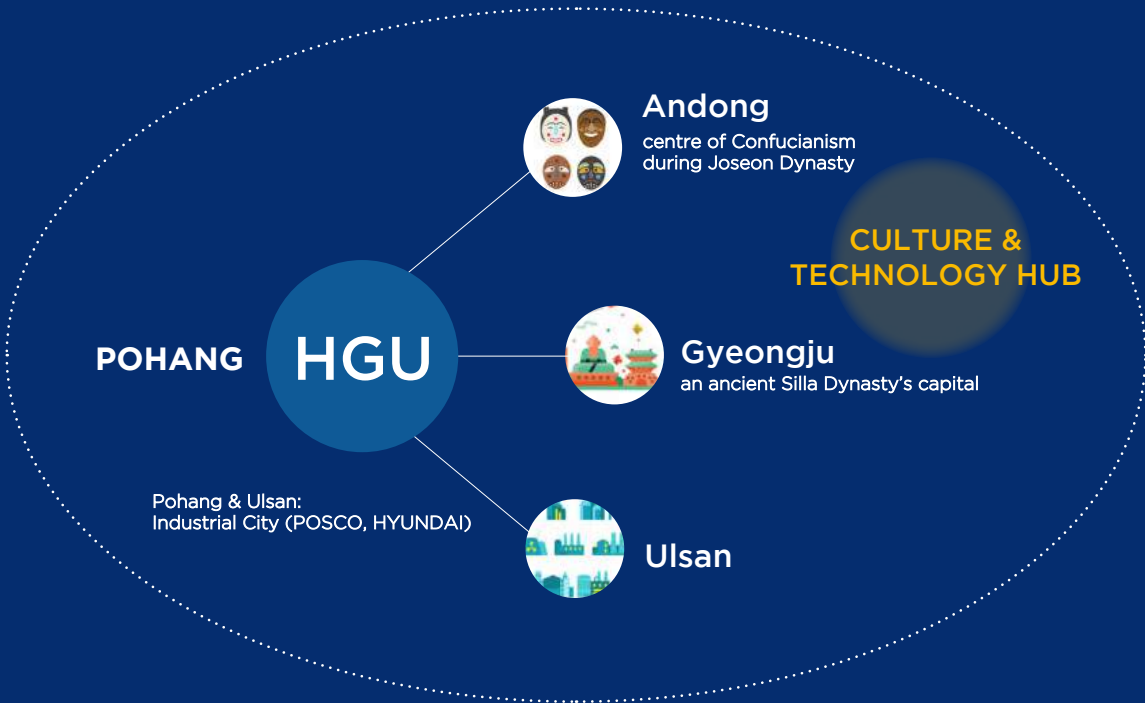 Andong
centre of Confucianism
during Joseon Dynasty
CULTURE &
TECHNOLOGY HUB
POHANG
HGU
Gyeongju
an ancient Silla Dynasty's capital
Pohang & Ulsan:
Industrial City (POSCO, HYUNDAI)
Ulsan